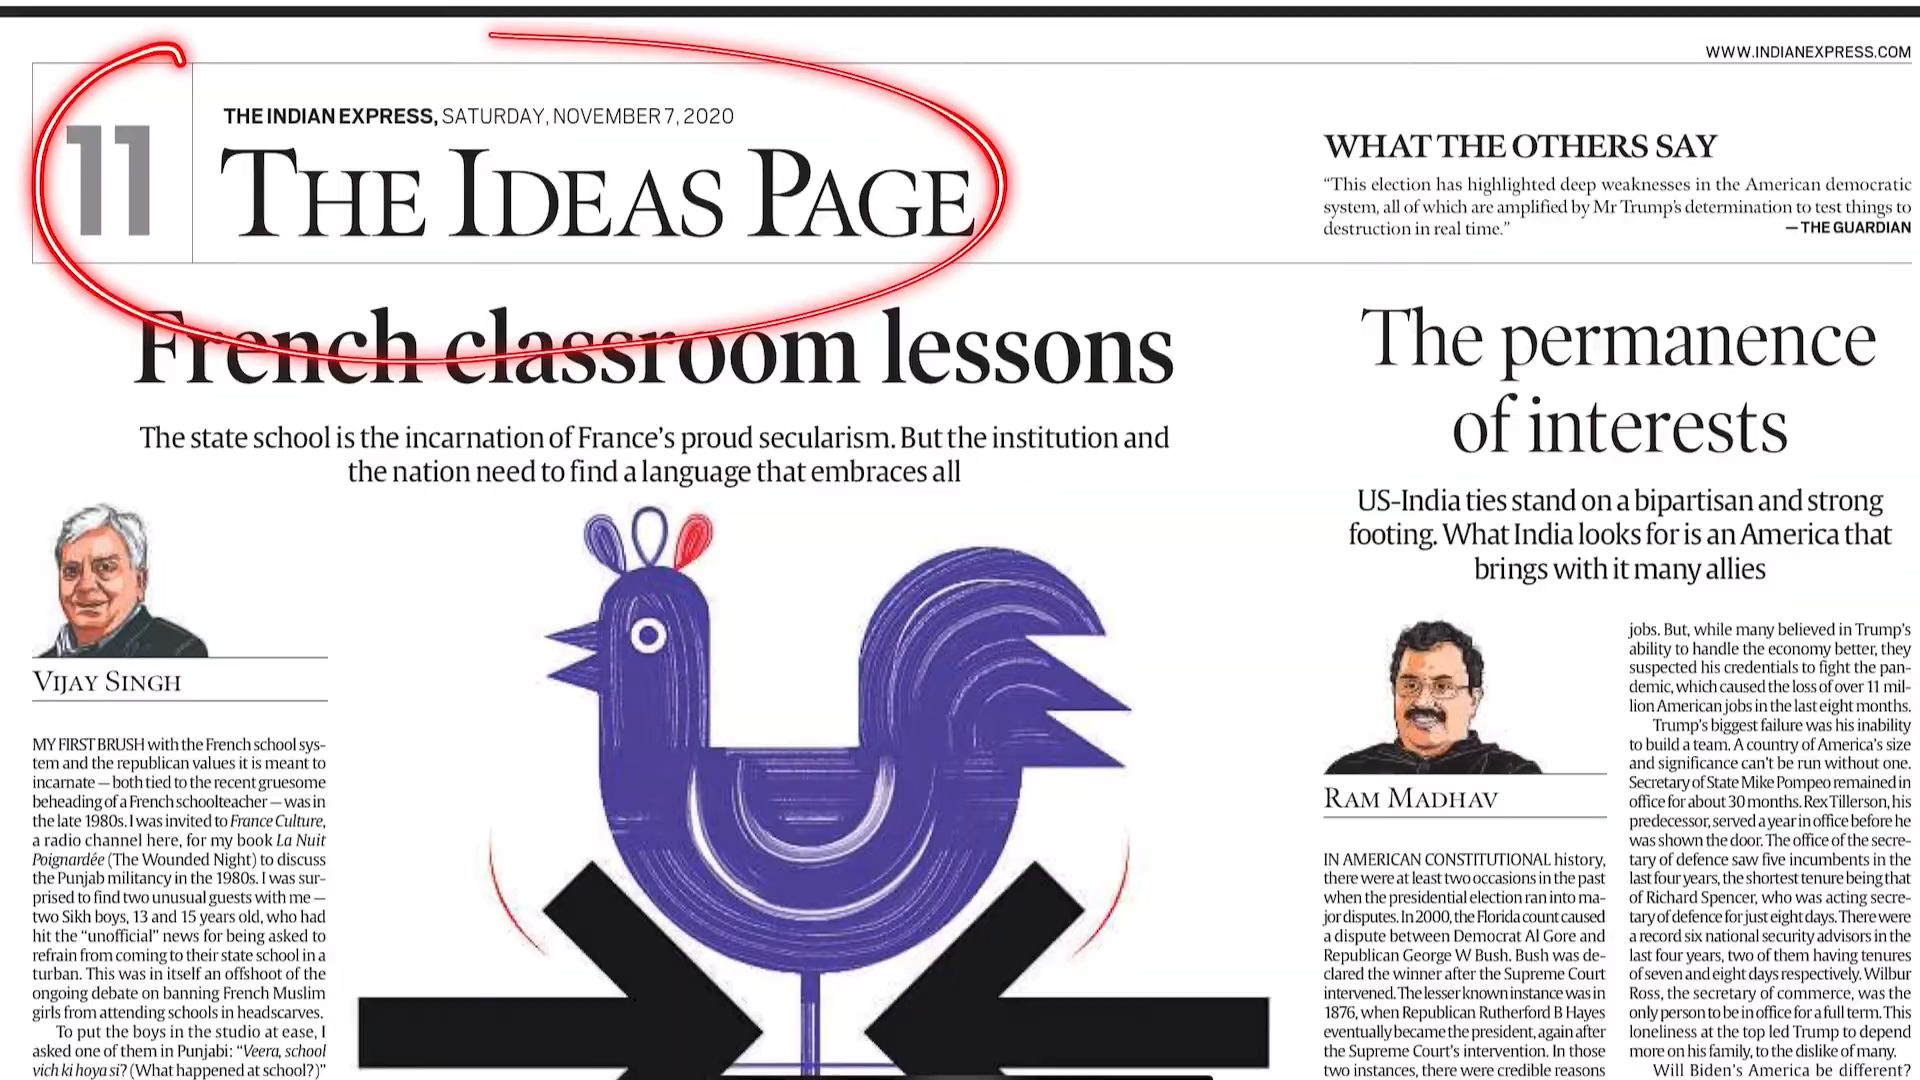 WWW.INDIANEXPRESS.COM
11
THE INDIAN EXPRESS, SATURDAY, NOVEMBER 7, 2020
THE IDEAS PAGE
WHAT THE OTHERS SAY
“This election has highlighted deep weaknesses in the American democratic
system, all of which are amplified by Mr Trump’s determination to test things to
destruction in real time.”
— THE GUARDIAN
French classroom lessons
The state school is the incarnation of France’s proud secularism. But the institution and
the nation need to find a language that embraces all
VIJAY SINGH
MY FIRST BRUSH with the French school sys-
tem and the republican values it is meant to
incarnate — both tied to the recent gruesome
beheading of a French schoolteacher — was in
the late 1980s. I was invited to France Culture,
a radio channel here, for my book La Nuit
Poignardée (The Wounded Night) to discuss
the Punjab militancy in the 1980s. I was sur-
prised to find two unusual guests with me —
two Sikh boys, 13 and 15 years old, who had
hit the “unofficial” news for being asked to
refrain from coming to their state school in a
turban. This was in itself an offshoot of the
ongoing debate on banning French Muslim
girls from attending schools in headscarves.
To put the boys in the studio at ease, I
asked one of them in Punjabi: “Veera, school
vich ki hoya si? (What happened at school?)”
The permanence
of interests
US-India ties stand on a bipartisan and strong
footing. What India looks for is an America that
brings with it many allies
RAM MADHAV
IN AMERICAN CONSTITUTIONAL history,
there were at least two occasions in the past
when the presidential election ran into ma-
jor disputes. In 2000, the Florida count caused
a dispute between Democrat Al Gore and
Republican George W Bush. Bush was de-
clared the winner after the Supreme Court
intervened. The lesser known instance was in
1876, when Republican Rutherford B Hayes
eventually became the president, again after
the Supreme Court’s intervention. In those
two instances, there were credible reasons
jobs. But, while many believed in Trump’s
ability to handle the economy better, they
suspected his credentials to fight the pan-
demic, which caused the loss of over 11 mil-
lion American jobs in the last eight months.
Trump’s biggest failure was his inability
to build a team. A country of America’s size
and significance can’t be run without one.
Secretary of State Mike Pompeo remained in
office for about 30 months. Rex Tillerson, his
predecessor, served a year in office before he
was shown the door. The office of the secre-
tary of defence saw five incumbents in the
last four years, the shortest tenure being that
of Richard Spencer, who was acting secre-
tary of defence for just eight days. There were
a record six national security advisors in the
last four years, two of them having tenures
of seven and eight days respectively. Wilbur
Ross, the secretary of commerce, was the
only person to be in office for a full term. This
loneliness at the top led Trump to depend
more on his family, to the dislike of many.
Will Biden’s America be different?